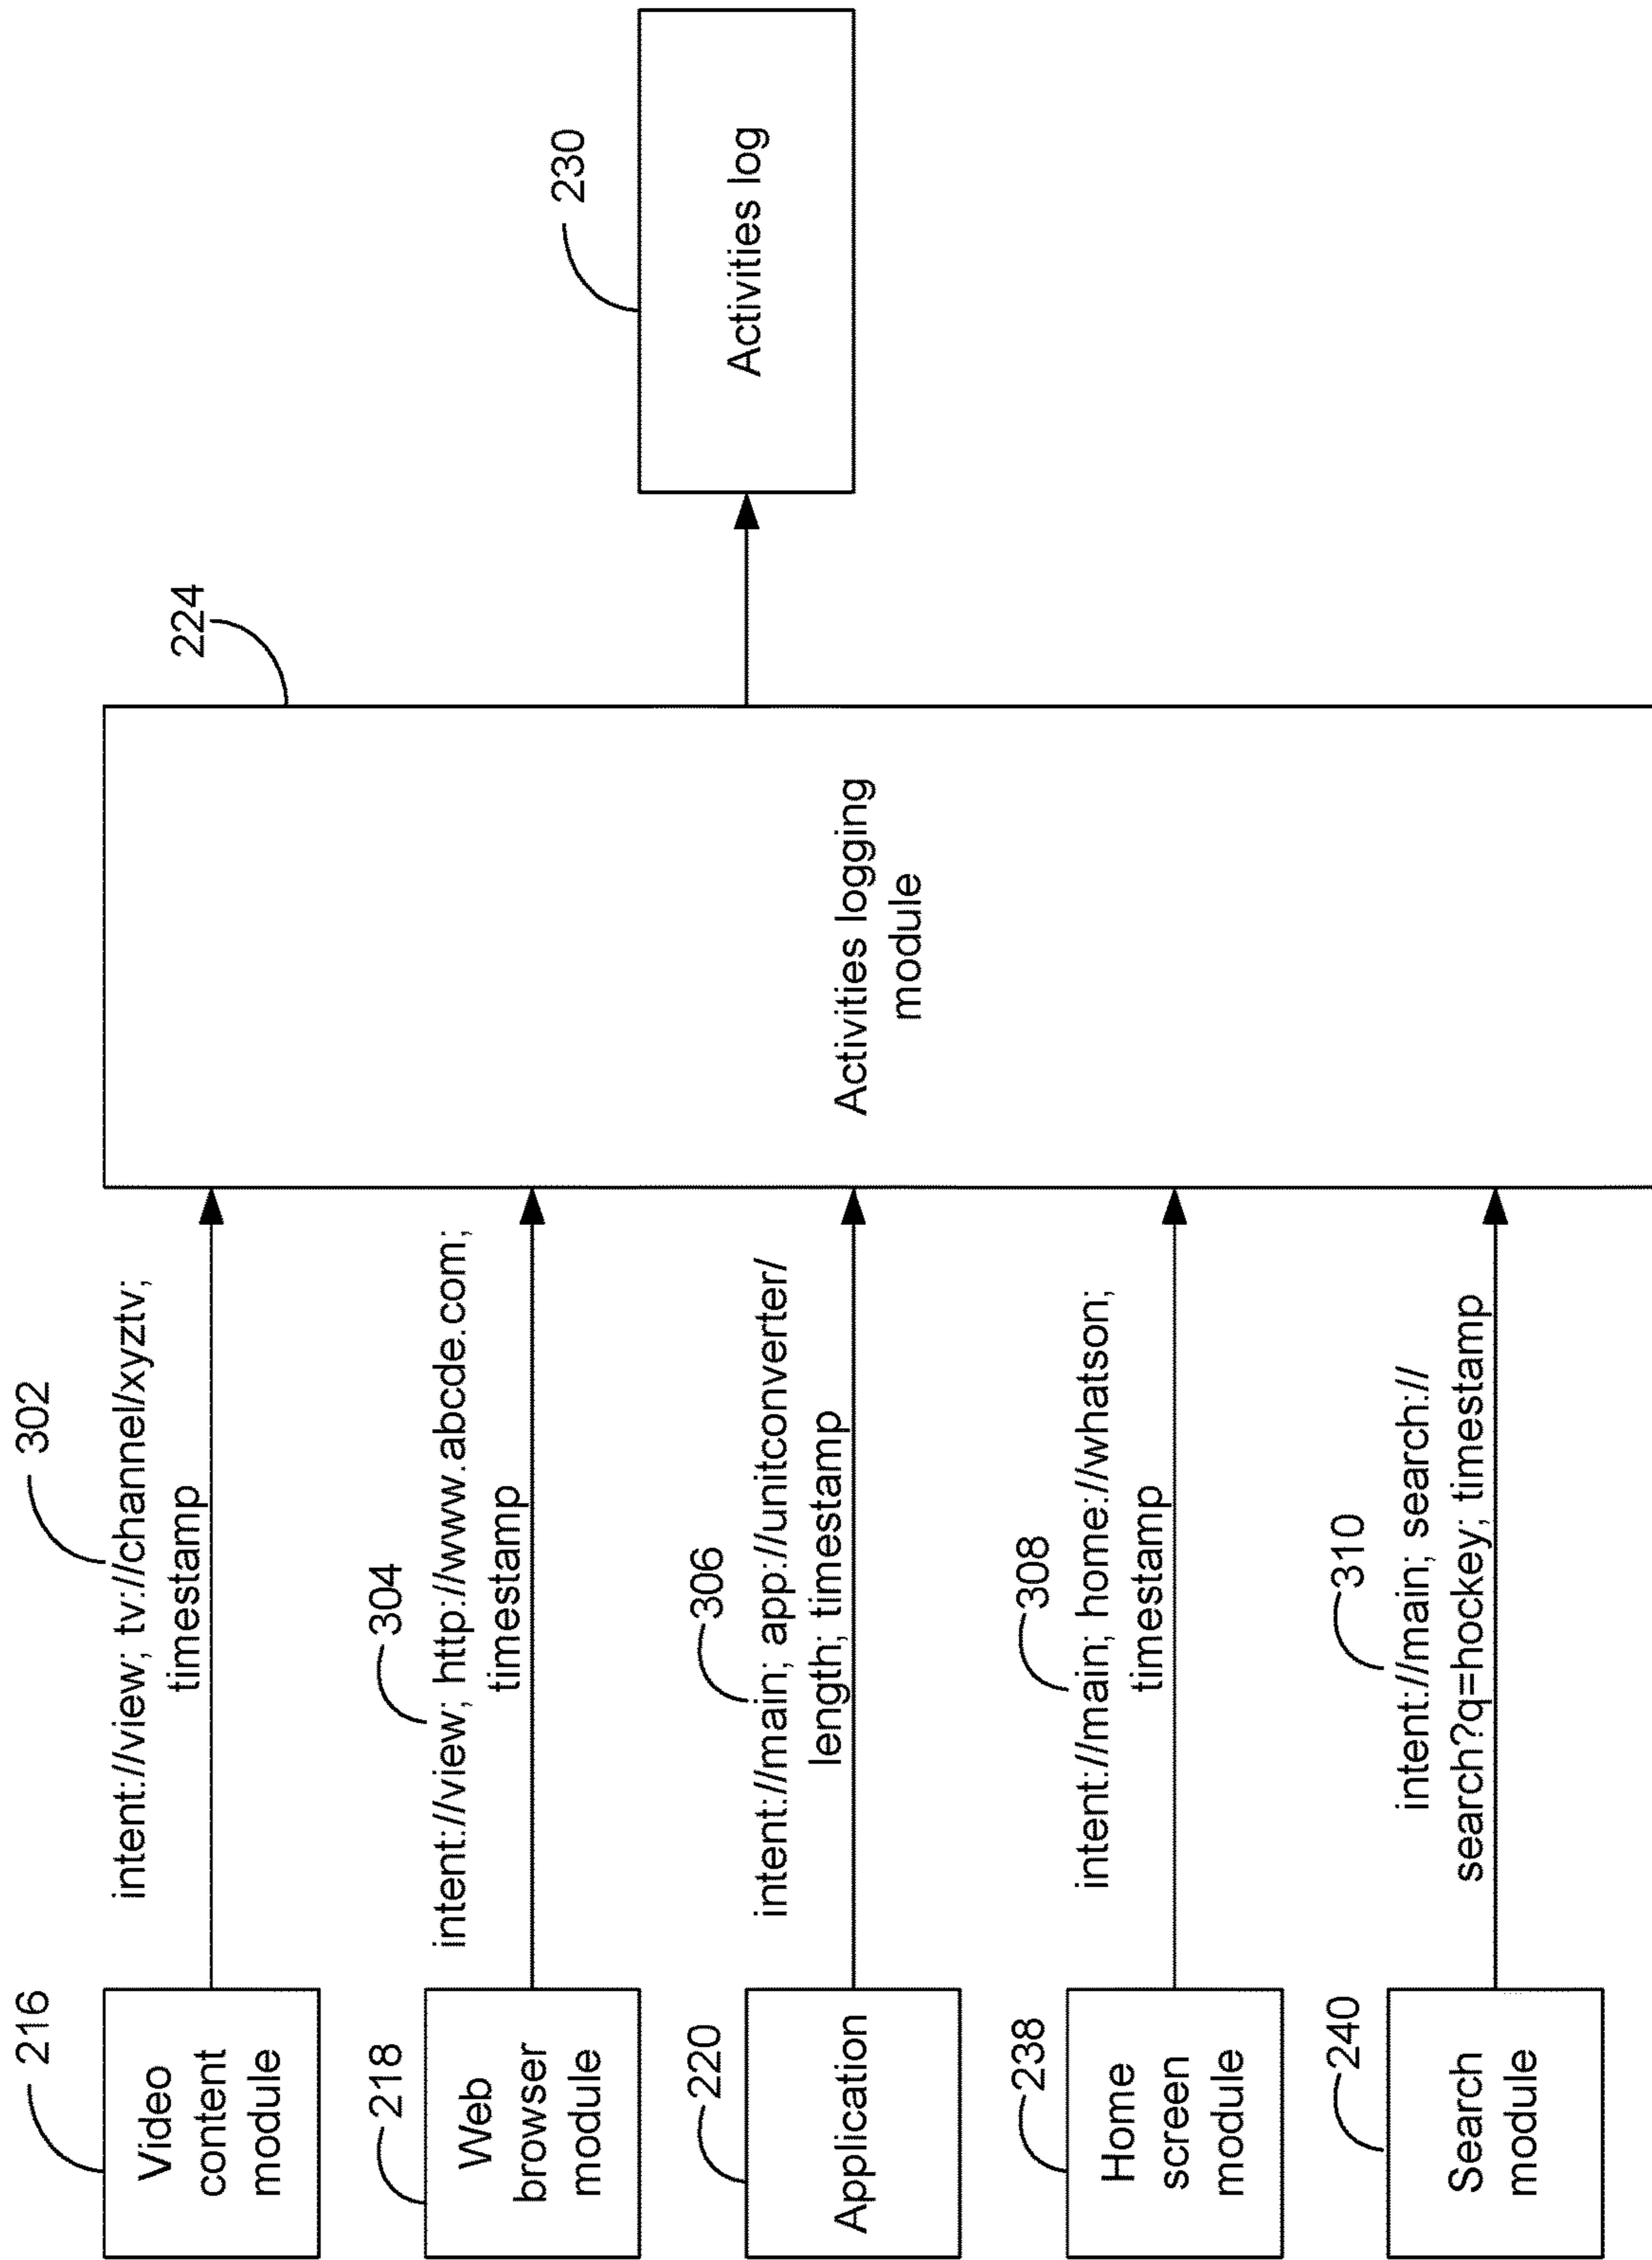 216
Video
content
module
302
intent://view; tv://channel/xyztv;
timestamp
218
Web
browser
module
304
intent://view; http://www.abcde.com;
timestamp
220
Application
306
intent://main; app://unitconverter/
length; timestamp
238
Home
screen
module
308
intent://main; home://whatson;
timestamp
240
Search
module
310
intent://main; search://
search?q=hockey; timestamp
224
Activities logging
module
230
Activities log